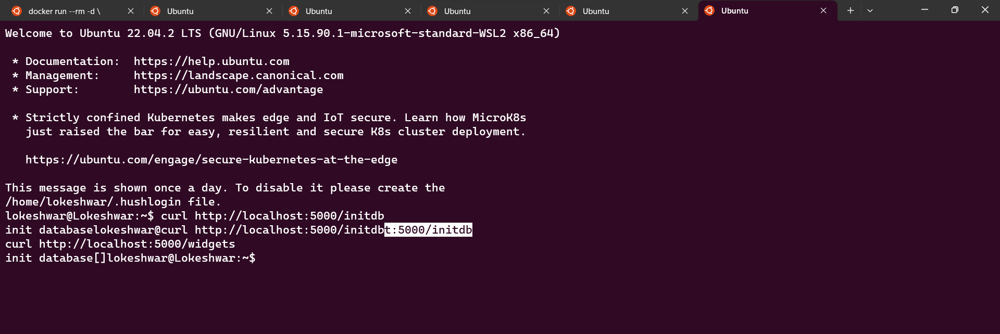 docker run --rm -d \
Ubuntu
Ubuntu
Ubuntu
Ubuntu
Ubuntu
Welcome to Ubuntu 22.04.2 LTS (GNU/Linux 5.15.90.1-microsoft-standard-WSL2 x86_64)
* Documentation:  https://help.ubuntu.com
* Management:     https://landscape.canonical.com
* Support:        https://ubuntu.com/advantage
* Strictly confined Kubernetes makes edge and IoT secure. Learn how MicroK8s
just raised the bar for easy, resilient and secure K8s cluster deployment.
https://ubuntu.com/engage/secure-kubernetes-at-the-edge
This message is shown once a day. To disable it please create the
/home/lokeshwar/.hushlogin file.
lokeshwar@Lokeshwar:~$ curl http://localhost:5000/initdb
init databaselokeshwar@curl http://localhost:5000/initdbt:5000/initdb
curl http://localhost:5000/widgets
init database[]lokeshwar@Lokeshwar:~$